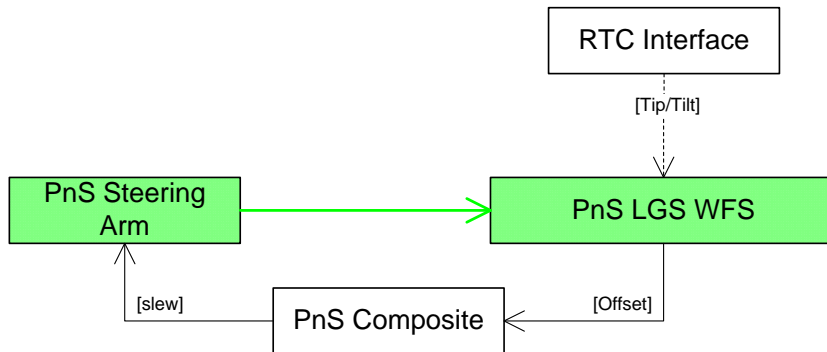 RTC Interface
[Tip/Tilt]
PnS Steering
Arm
PnS LGS WFS
[slew]
PnS Composite
[Offset]